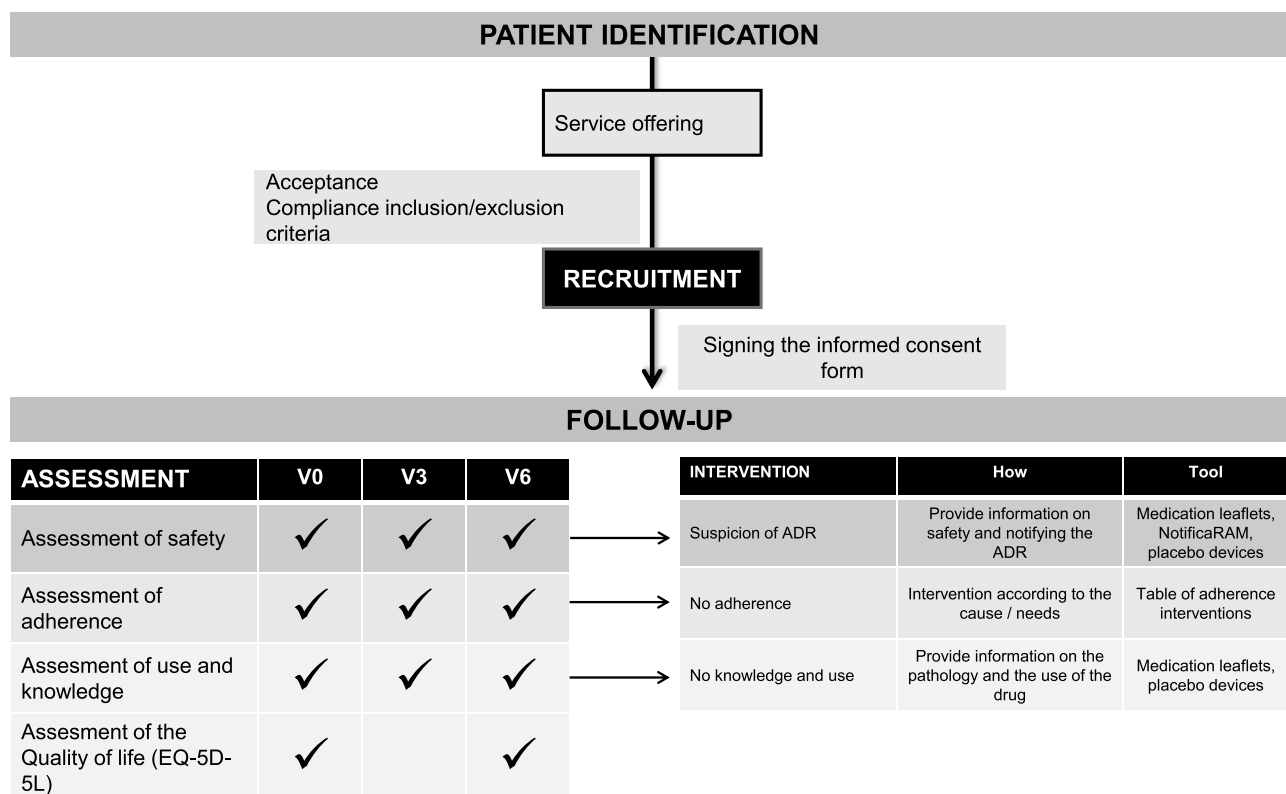 PATIENT IDENTIFICATION
Service offering
Acceptance
Compliance inclusion/exclusion
criteria
RECRUITMENT
Signing the informed consent
form
FOLLOW-UP
ASSESSMENT V0 V3 V6
Assessment of safety ✓ ✓ ✓
Assessment of
adherence ✓ ✓ ✓
Assesment of use and
knowledge ✓ ✓ ✓
Assesment of the
Quality of life (EQ-5D-
5L) ✓ ✓
INTERVENTION How Tool
Suspicion of ADR
Provide information on
safety and notifying the
ADR
Medication leaflets,
NotificaRAM,
placebo devices
No adherence
Intervention according to the
cause / needs
Table of adherence
interventions
No knowledge and use
Provide information on the
pathology and the use of the
drug
Medication leaflets,
placebo devices